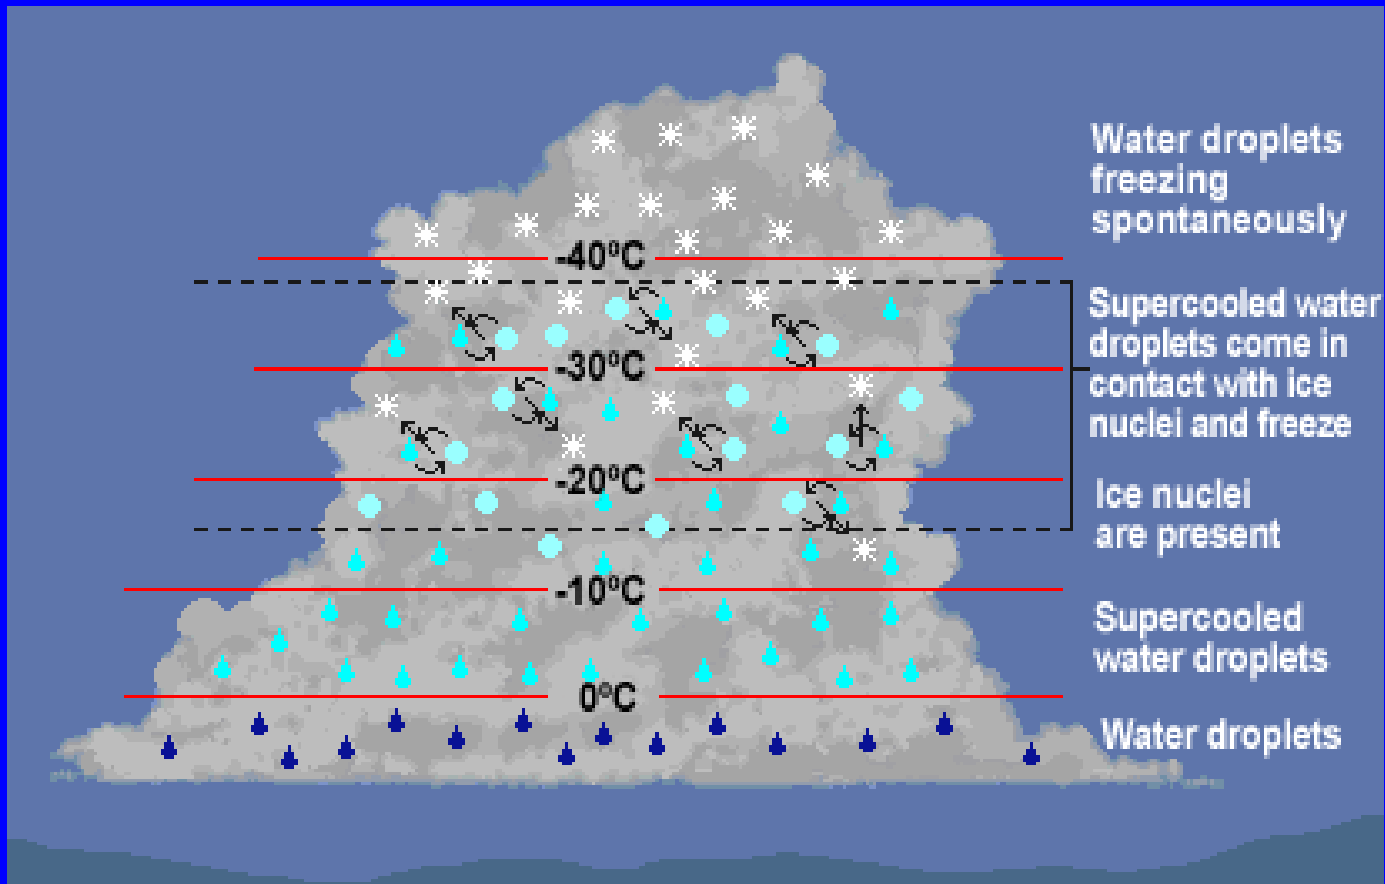 Water droplets
freezing
spontaneously
-40°C
Supercooled water
droplets come in
contact with ice
nuclei and freeze
-30°C
-20°C
Ice nuclei
are present
-10°C
Supercooled
water droplets
0°C
Water droplets